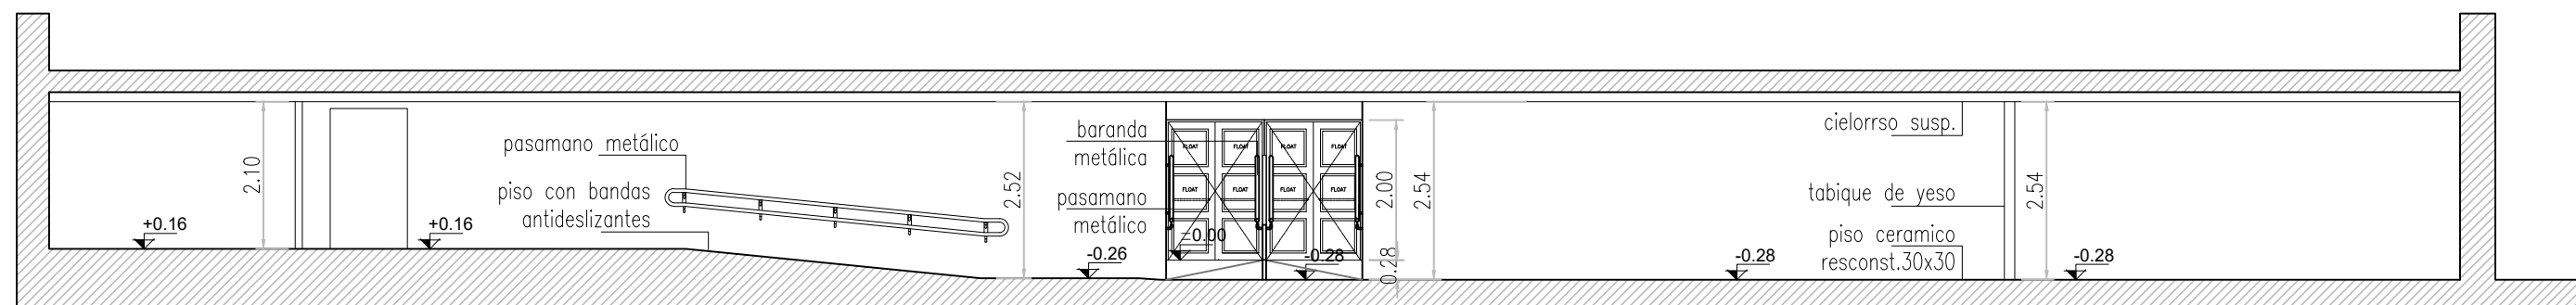 2.10
+0.16
+0.16
pasamano metálico
piso con bandas
antideslizantes
2.52
-0.26
baranda
metálica
pasamano
metálico
FLOAT FLOAT FLOAT FLOAT
FLOAT FLOAT FLOAT FLOAT
±0.00
-0.28
2.00
0.28
2.54
-0.28
cielorrso susp.
tabique de yeso
piso ceramico
resconst.30x30
2.54
-0.28